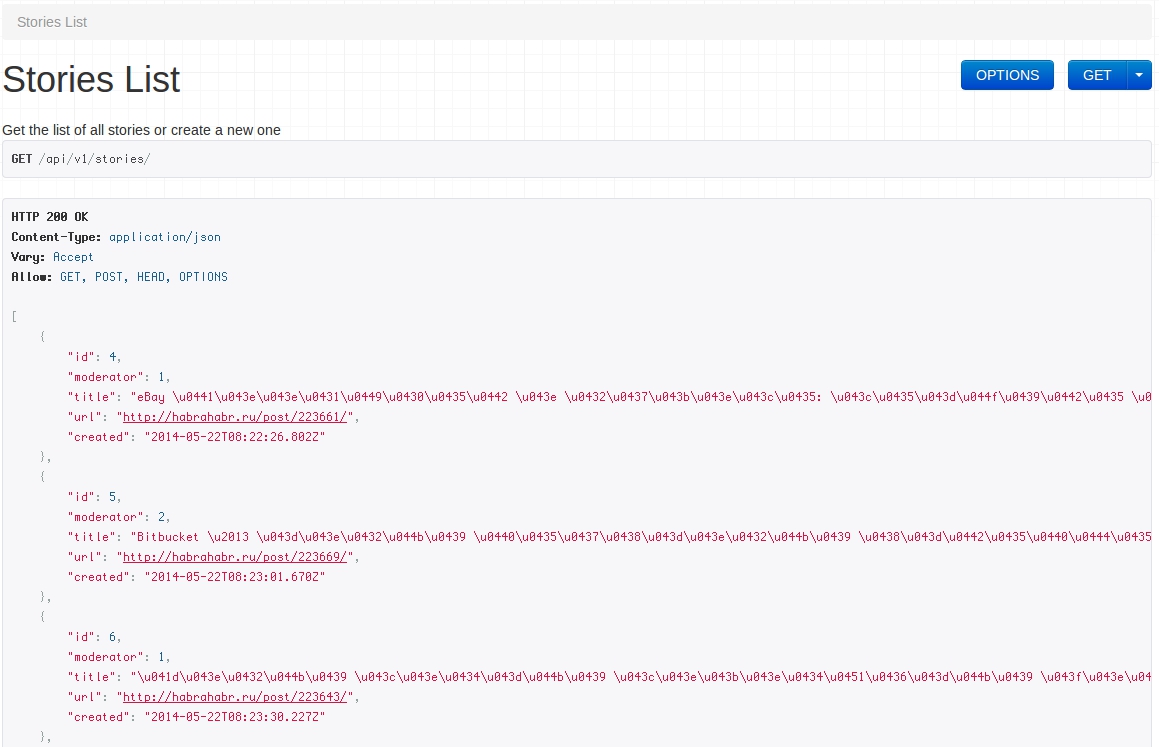 Stories List
Stories List
OPTIONS
GET
Get the list of all stories or create a new one
GET /api/v1/stories/
HTTP 200 OK
Content-Type: application/json
Vary: Accept
Allow: GET, POST, HEAD, OPTIONS
[
{
"id": 4,
"moderator": 1,
"title": "eBay \u0441\u043e\u043e\u0431\u0449\u0430\u0435\u0442 \u043e \u0432\u0437\u043b\u043e\u043c\u0435: \u043c\u0435\u043d\u044f\u0439\u0442\u0435 \u0
"url": "http://habrahabr.ru/post/223661/",
"created": "2014-05-22T08:22:26.802Z"
},
{
"id": 5,
"moderator": 2,
"title": "Bitbucket \u2013 \u043d\u043e\u0432\u044b\u0439 \u0440\u0435\u0437\u0438\u043d\u043e\u0432\u044b\u0439 \u0438\u043d\u0442\u0435\u0440\u0444\u0435
"url": "http://habrahabr.ru/post/223669/",
"created": "2014-05-22T08:23:01.670Z"
},
{
"id": 6,
"moderator": 1,
"title": "\u041d\u043e\u0432\u044b\u0439 \u043c\u043e\u0434\u043d\u044b\u0439 \u043c\u043e\u043b\u043e\u0434\u0451\u0436\u043d\u044b\u0439 \u043f\u043e\u04
"url": "http://habrahabr.ru/post/223643/",
"created": "2014-05-22T08:23:30.227Z"
},